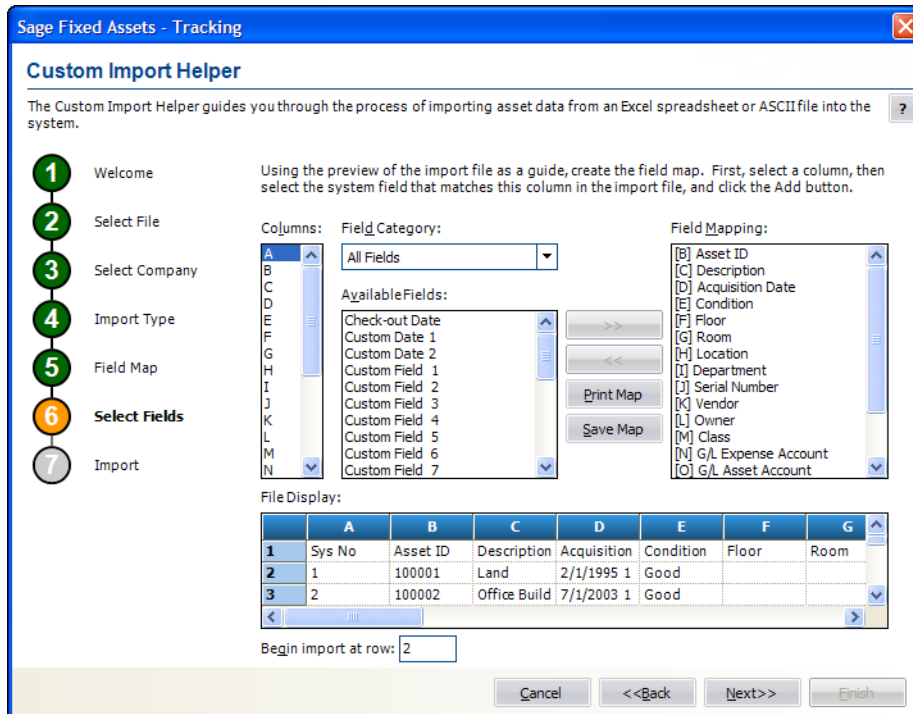 Sage Fixed Assets - Tracking
Custom Import Helper
The Custom Import Helper guides you through the process of importing asset data from an Excel spreadsheet or ASCII file into the
system.
?
1 Welcome
2 Select File
3 Select Company
4 Import Type
5 Field Map
6 Select Fields
7 Import
Using the preview of the import file as a guide, create the field map. First, select a column, then
select the system field that matches this column in the import file, and click the Add button.
Columns:
A
B
C
D
E
F
G
H
I
J
K
L
M
N
Field Category:
All Fields
Available Fields:
Check-out Date
Custom Date 1
Custom Date 2
Custom Field 1
Custom Field 2
Custom Field 3
Custom Field 4
Custom Field 5
Custom Field 6
Custom Field 7
>>
<<
Print Map
Save Map
Field Mapping:
[B] Asset ID
[C] Description
[D] Acquisition Date
[E] Condition
[F] Floor
[G] Room
[H] Location
[I] Department
[J] Serial Number
[K] Vendor
[L] Owner
[M] Class
[N] G/L Expense Account
[O] G/L Asset Account
File Display:
A B C D E F G
1 Sys No Asset ID Description Acquisition Condition Floor Room
2 1 100001 Land 2/1/1995 1 Good
3 2 100002 Office Build 7/1/2003 1 Good
Begin import at row: 2
Cancel <<Back Next>> Finish